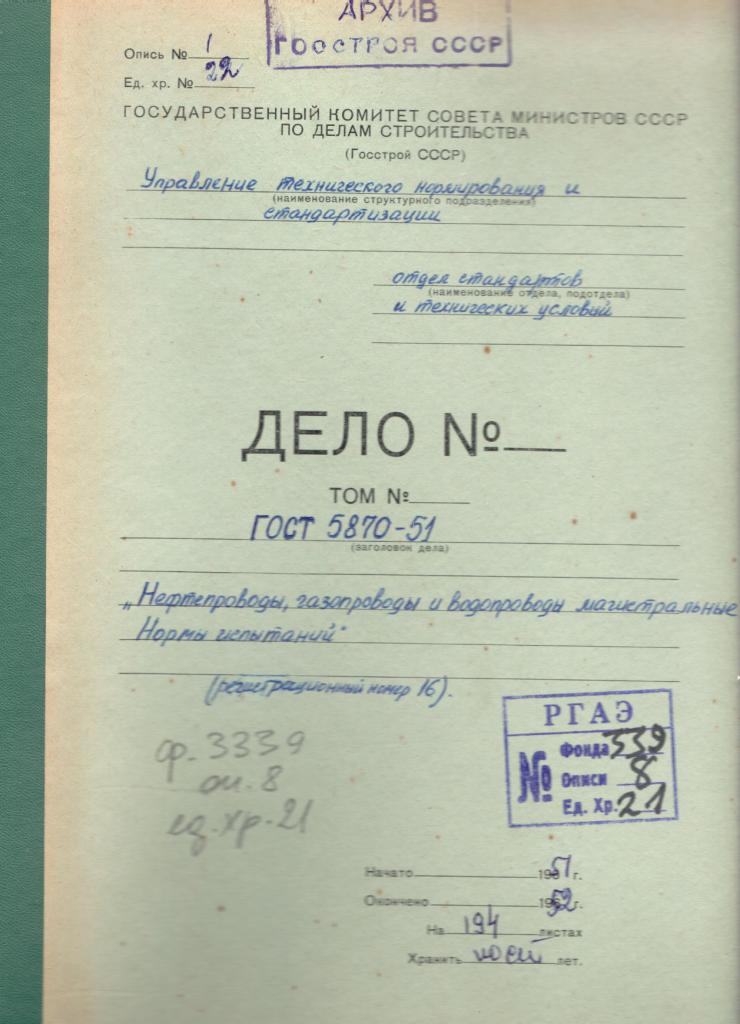 АРХИВ
ГОССТРОЯ СССР
Опись № 1
Ед. хр. № 22
ГОСУДАРСТВЕННЫЙ КОМИТЕТ СОВЕТА МИНИСТРОВ СССР
ПО ДЕЛАМ СТРОИТЕЛЬСТВА
(Госстрой СССР)
Управление технического нормирования и
(наименование структурного подразделения)
стандартизации
отдел стандартов
(наименование отдела, подотдела)
и технических условий
ДЕЛО №
ТОМ №
ГОСТ 5870-51
(заголовок дела)
„Нефтепроводы, газопроводы и водопроводы магистральные
Нормы испытаний"
(регистрационный номер 16).
ф. 3339
оп. 8
ед. хр. 21
РГАЭ
№
Фонда 339
Описи 8
Ед. Хр. 21
Начато 1951 г.
Окончено 1952 г.
На 194 листах
Хранить пост лет.